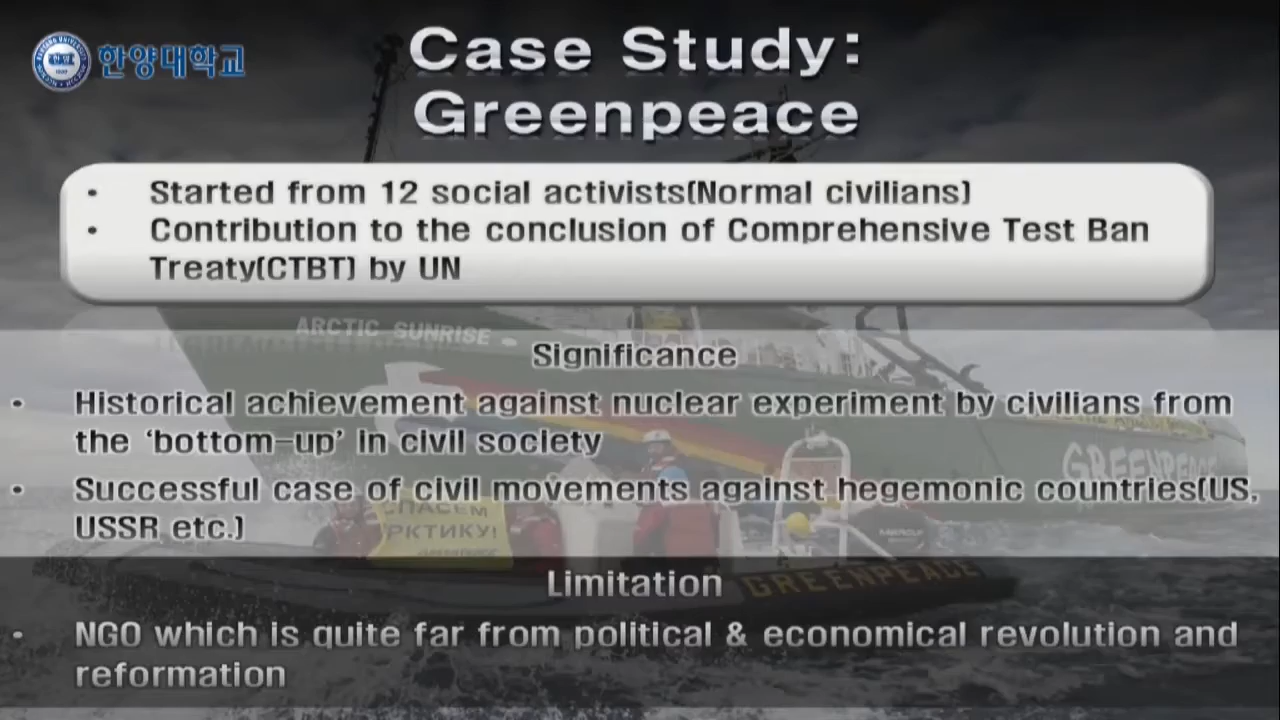 한양대학교
Case Study:
Greenpeace
• Started from 12 social activists(Normal civilians)
• Contribution to the conclusion of Comprehensive Test Ban
Treaty(CTBT) by UN
ARCTIC SUNRISE
Significance
• Historical achievement against nuclear experiment by civilians from
the ‘bottom-up’ in civil society
GREENPEACE
• Successful case of civil movements against hegemonic countries(US,
USSR etc.)
СПАСЕМ
РКТИКУ!
Limitation
GREENPEACE
• NGO which is quite far from political & economical revolution and
reformation